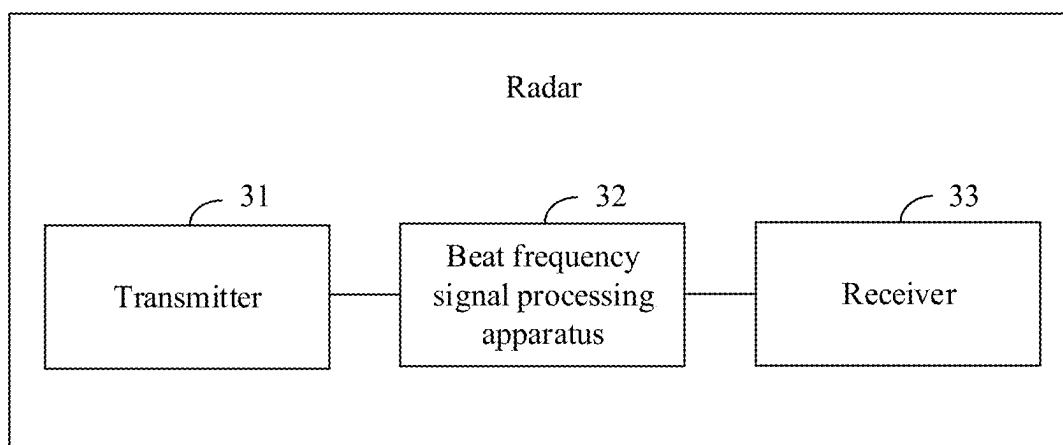 Radar
31
32
33
Transmitter
Beat frequency
signal processing
apparatus
Receiver